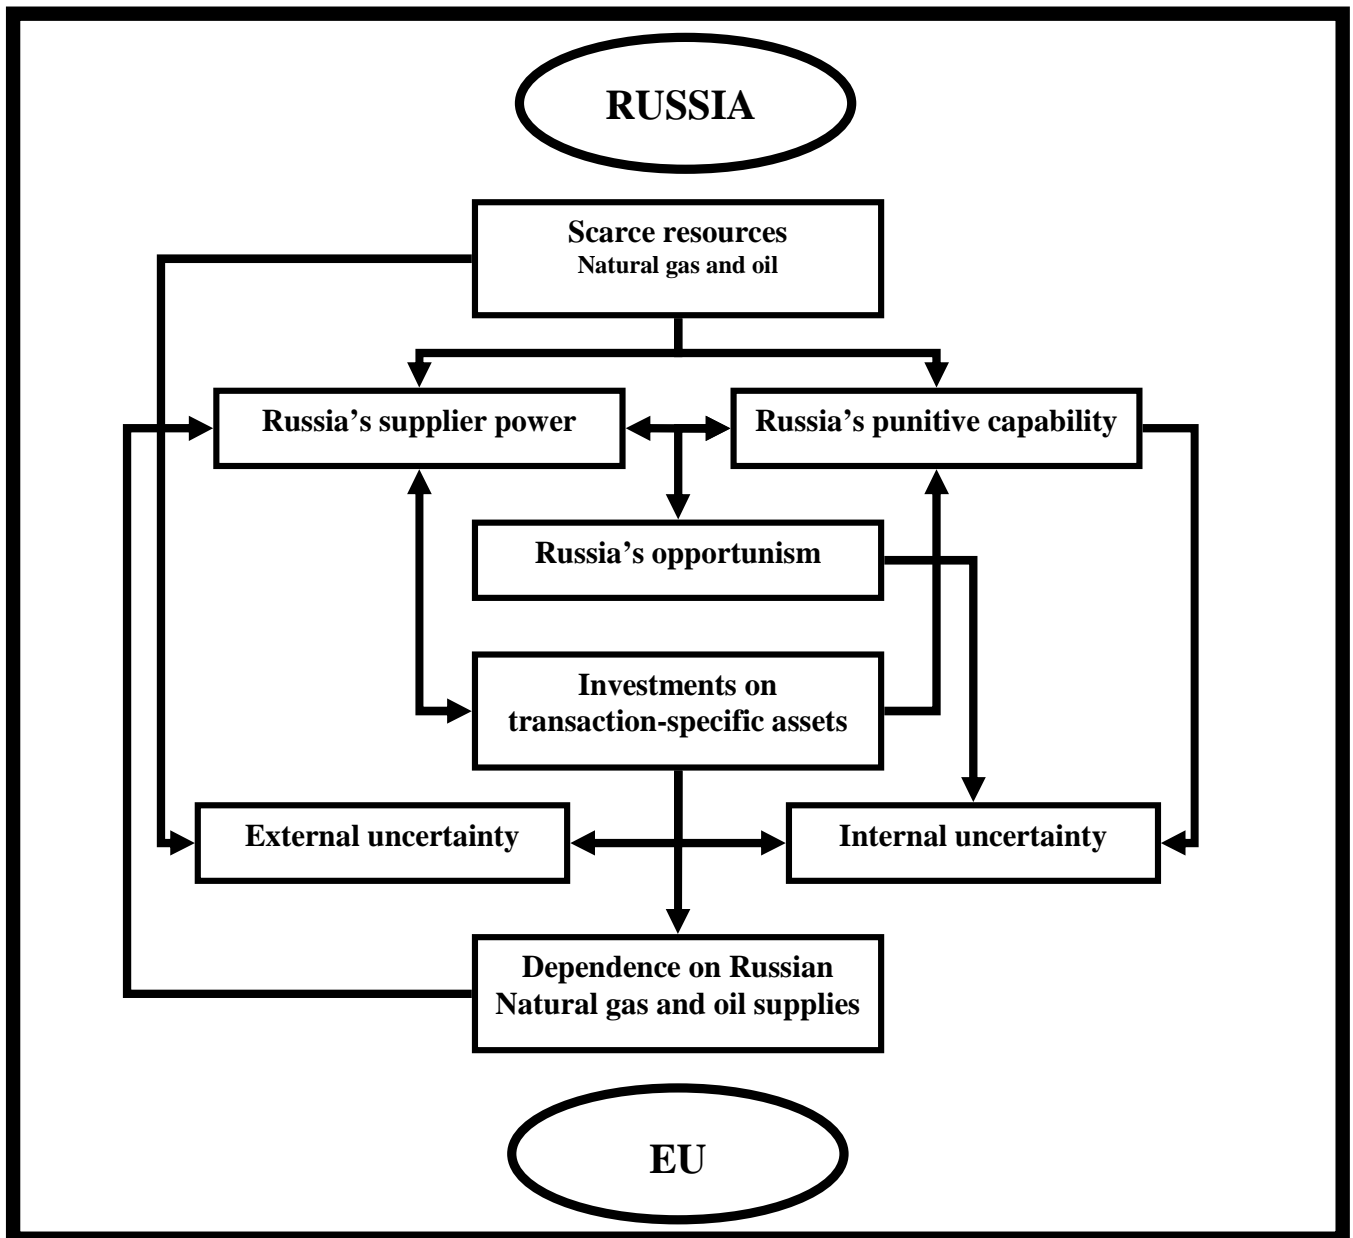 RUSSIA
Scarce resources
Natural gas and oil
Russia’s supplier power
Russia’s punitive capability
Russia’s opportunism
Investments on
transaction-specific assets
External uncertainty
Internal uncertainty
Dependence on Russian
Natural gas and oil supplies
EU